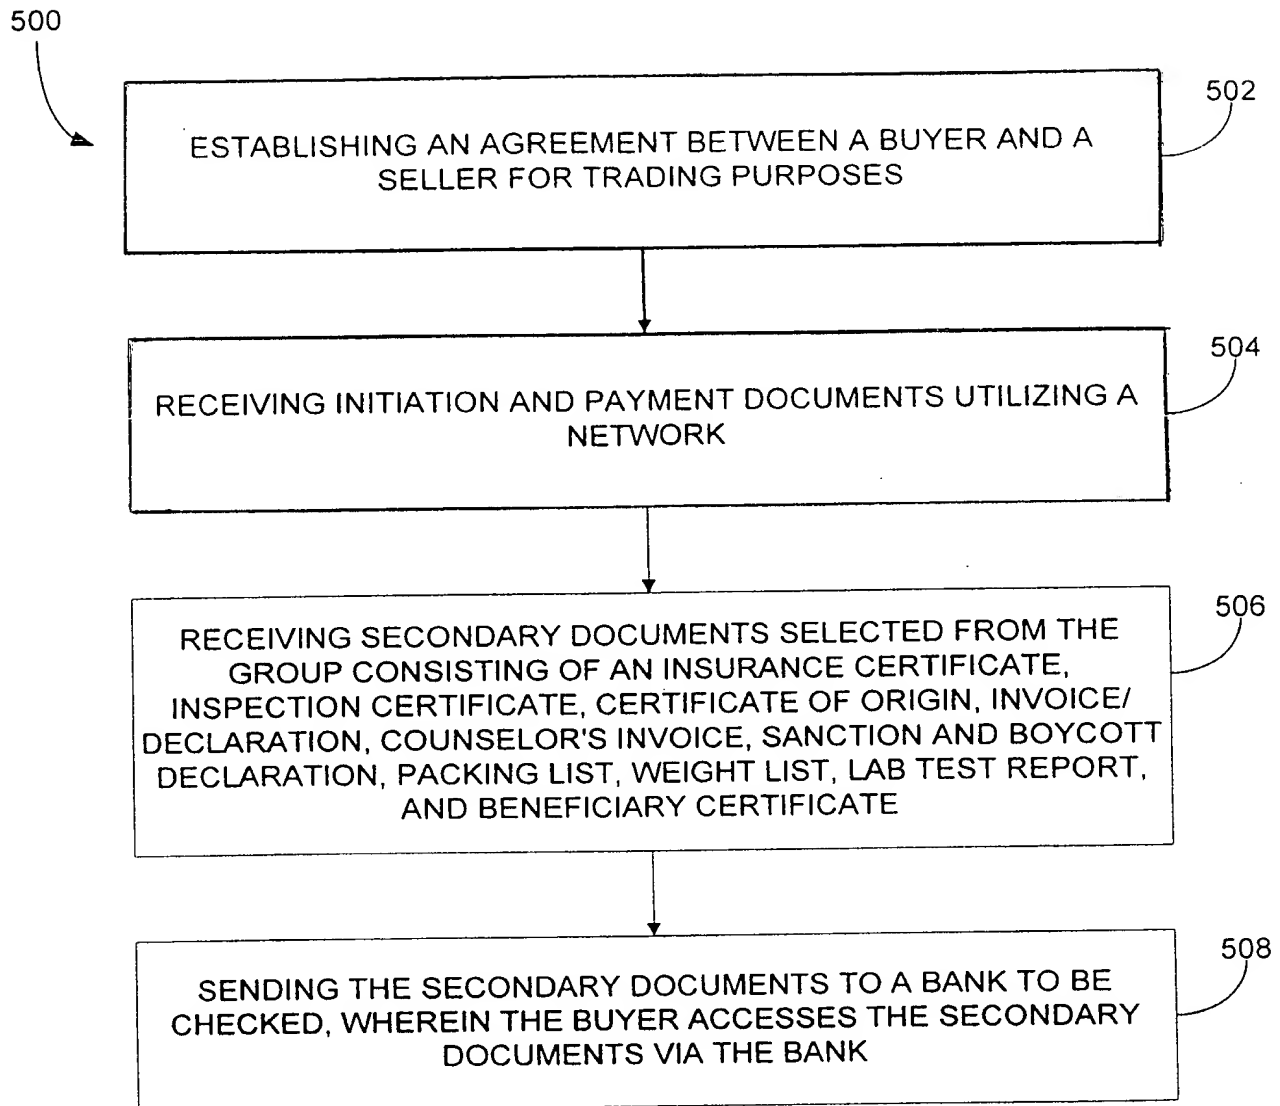 500
502
ESTABLISHING AN AGREEMENT BETWEEN A BUYER AND A
SELLER FOR TRADING PURPOSES
504
RECEIVING INITIATION AND PAYMENT DOCUMENTS UTILIZING A
NETWORK
506
RECEIVING SECONDARY DOCUMENTS SELECTED FROM THE
GROUP CONSISTING OF AN INSURANCE CERTIFICATE,
INSPECTION CERTIFICATE, CERTIFICATE OF ORIGIN, INVOICE/
DECLARATION, COUNSELOR'S INVOICE, SANCTION AND BOYCOTT
DECLARATION, PACKING LIST, WEIGHT LIST, LAB TEST REPORT,
AND BENEFICIARY CERTIFICATE
508
SENDING THE SECONDARY DOCUMENTS TO A BANK TO BE
CHECKED, WHEREIN THE BUYER ACCESSES THE SECONDARY
DOCUMENTS VIA THE BANK